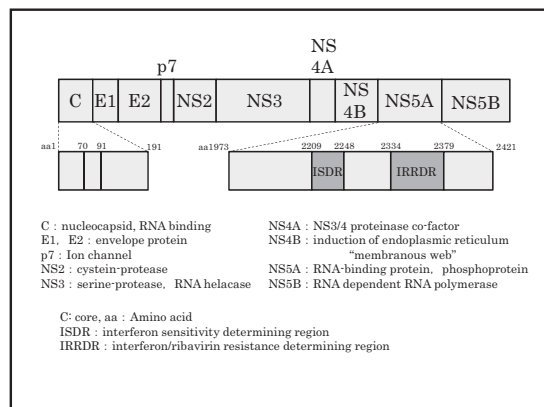 NS
4A
p7
C E1 E2 NS2 NS3 NS 4B NS5A NS5B
aa1 70 91 191 aa1973 2209 2248 2334 2379 2421
ISDR IRRDR
C : nucleocapsid, RNA binding
E1, E2 : envelope protein
p7 : Ion channel
NS2 : cystein-protease
NS3 : serine-protease, RNA helacase
NS4A : NS3/4 proteinase co-factor
NS4B : induction of endoplasmic reticulum
“membranous web”
NS5A : RNA-binding protein, phosphoprotein
NS5B : RNA dependent RNA polymerase
C: core, aa : Amino acid
ISDR : interferon sensitivity determining region
IRRDR : interferon/ribavirin resistance determining region